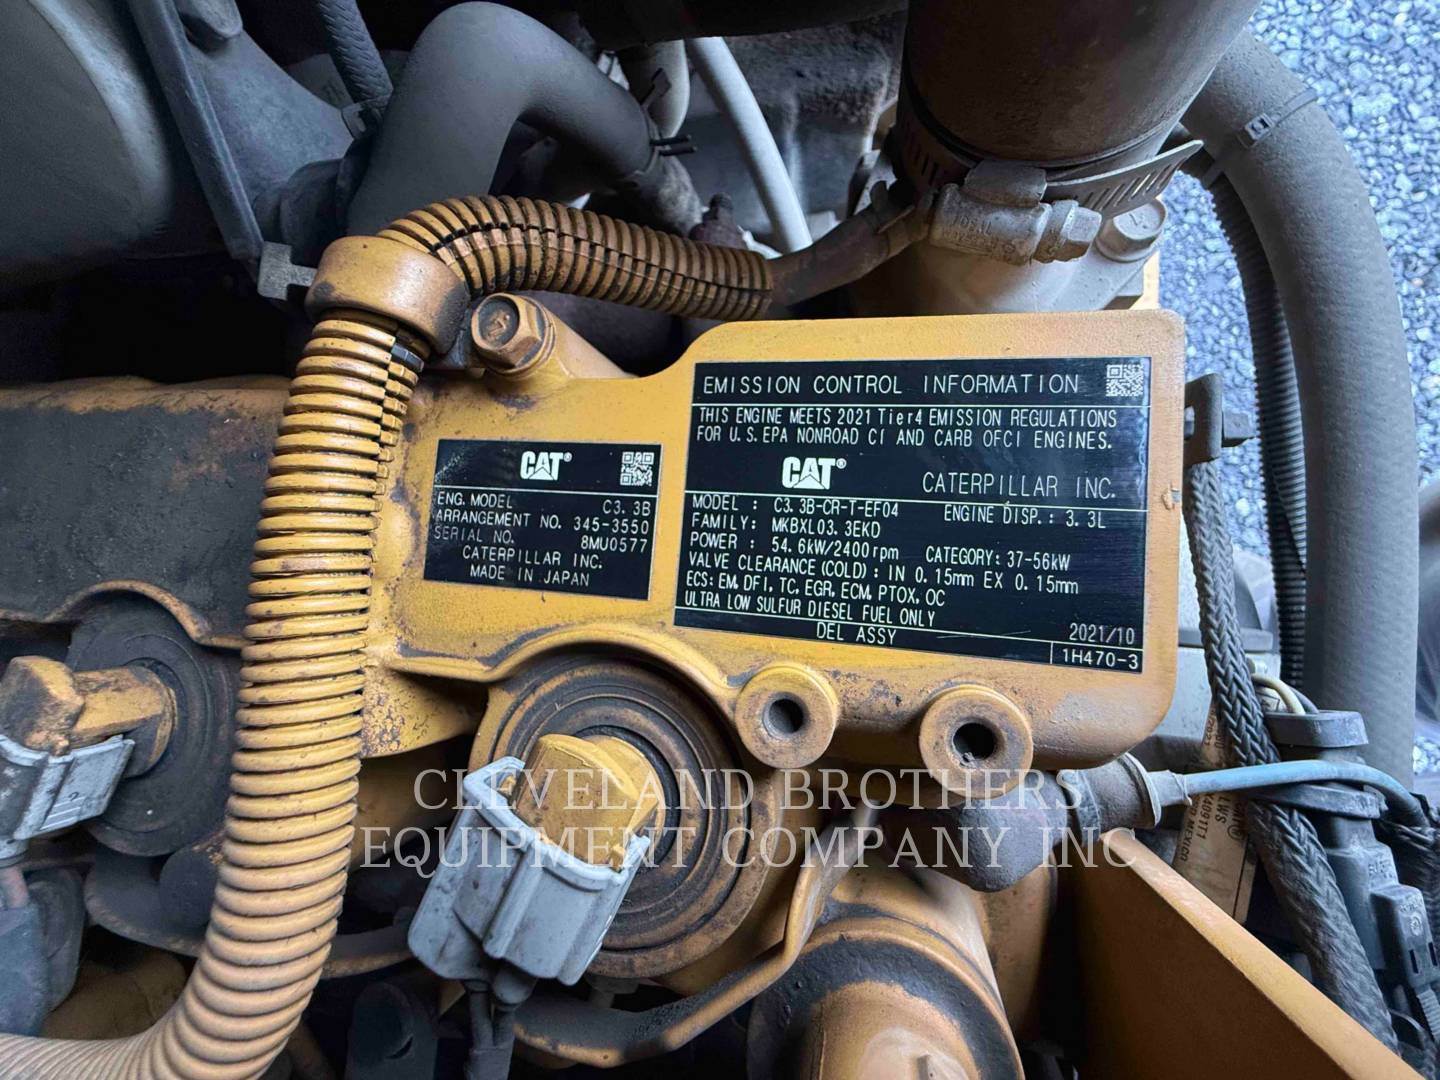 CAT®
ENG. MODEL C3.3B
ARRANGEMENT NO. 345-3550
SERIAL NO. 8MU0577
CATERPILLAR INC.
MADE IN JAPAN
EMISSION CONTROL INFORMATION
THIS ENGINE MEETS 2021 Tier4 EMISSION REGULATIONS
FOR U.S. EPA NONROAD CI AND CARB OFCI ENGINES.
CAT® CATERPILLAR INC.
MODEL : C3.3B-CR-T-EF04 ENGINE DISP.: 3.3L
FAMILY: MKBXL03.3EKD
POWER : 54.6kW/2400rpm CATEGORY: 37-56kW
VALVE CLEARANCE (COLD) : IN 0.15mm EX 0.15mm
ECS: EM, DFI, TC, EGR, ECM, PTOX, OC
ULTRA LOW SULFUR DIESEL FUEL ONLY
DEL ASSY 2021/10
1H470-3
CLEVELAND BROTHERS
EQUIPMENT COMPANY INC